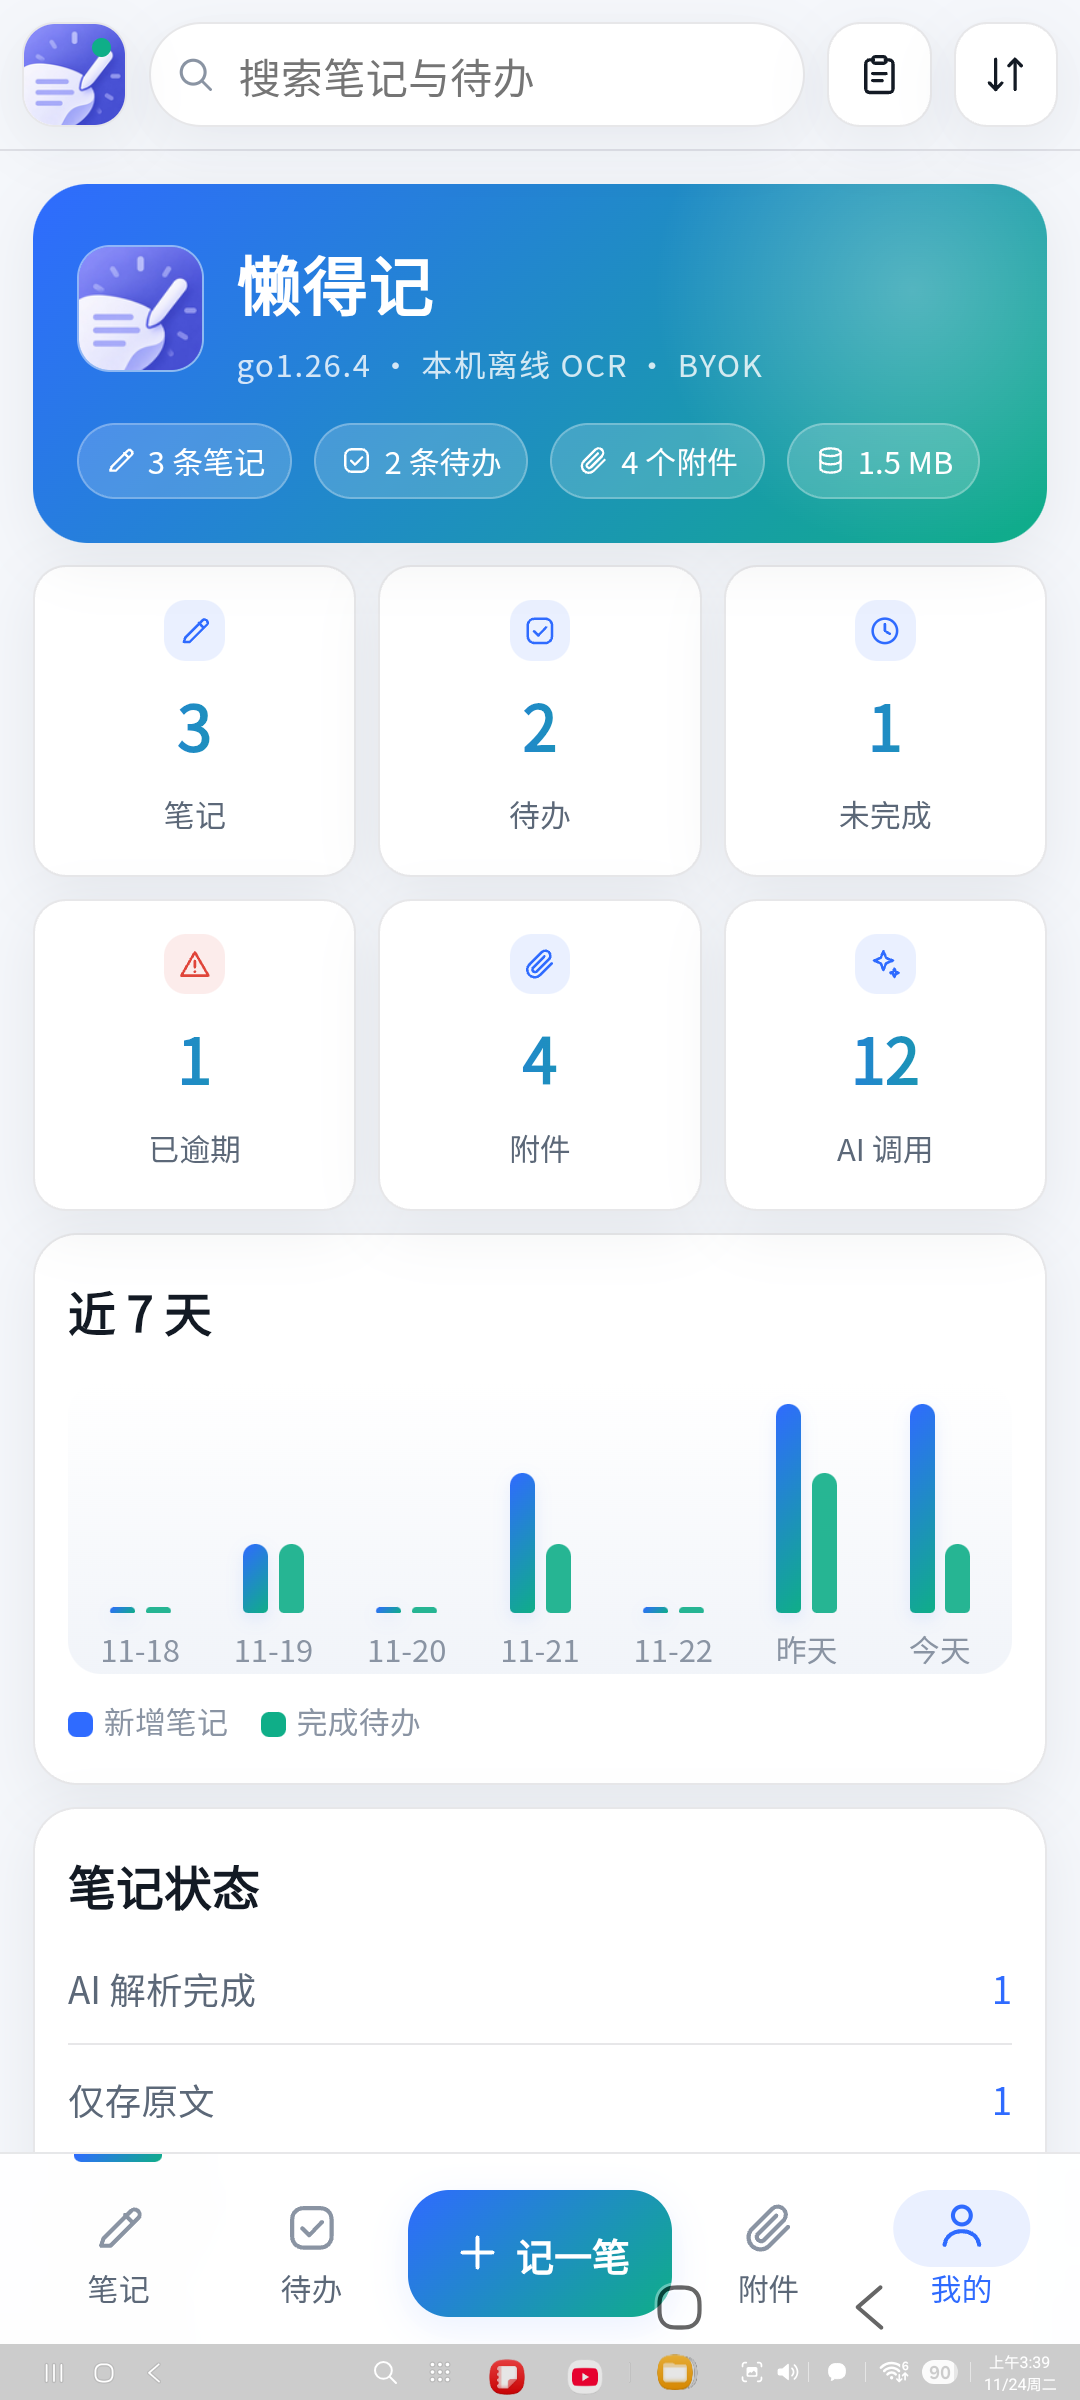 搜索笔记与待办
懒得记
go1.26.4 · 本机离线 OCR · BYOK
3 条笔记
2 条待办
4 个附件
1.5 MB
3
2
1
笔记
待办
未完成
1
4
12
已逾期
附件
AI 调用
近 7 天
11-18
11-19
11-20
11-21
11-22
昨天
今天
新增笔记
完成待办
笔记状态
AI 解析完成
1
仅存原文
1
笔记
待办
记一笔
附件
我的
6
90
上午3:39
11/24周二